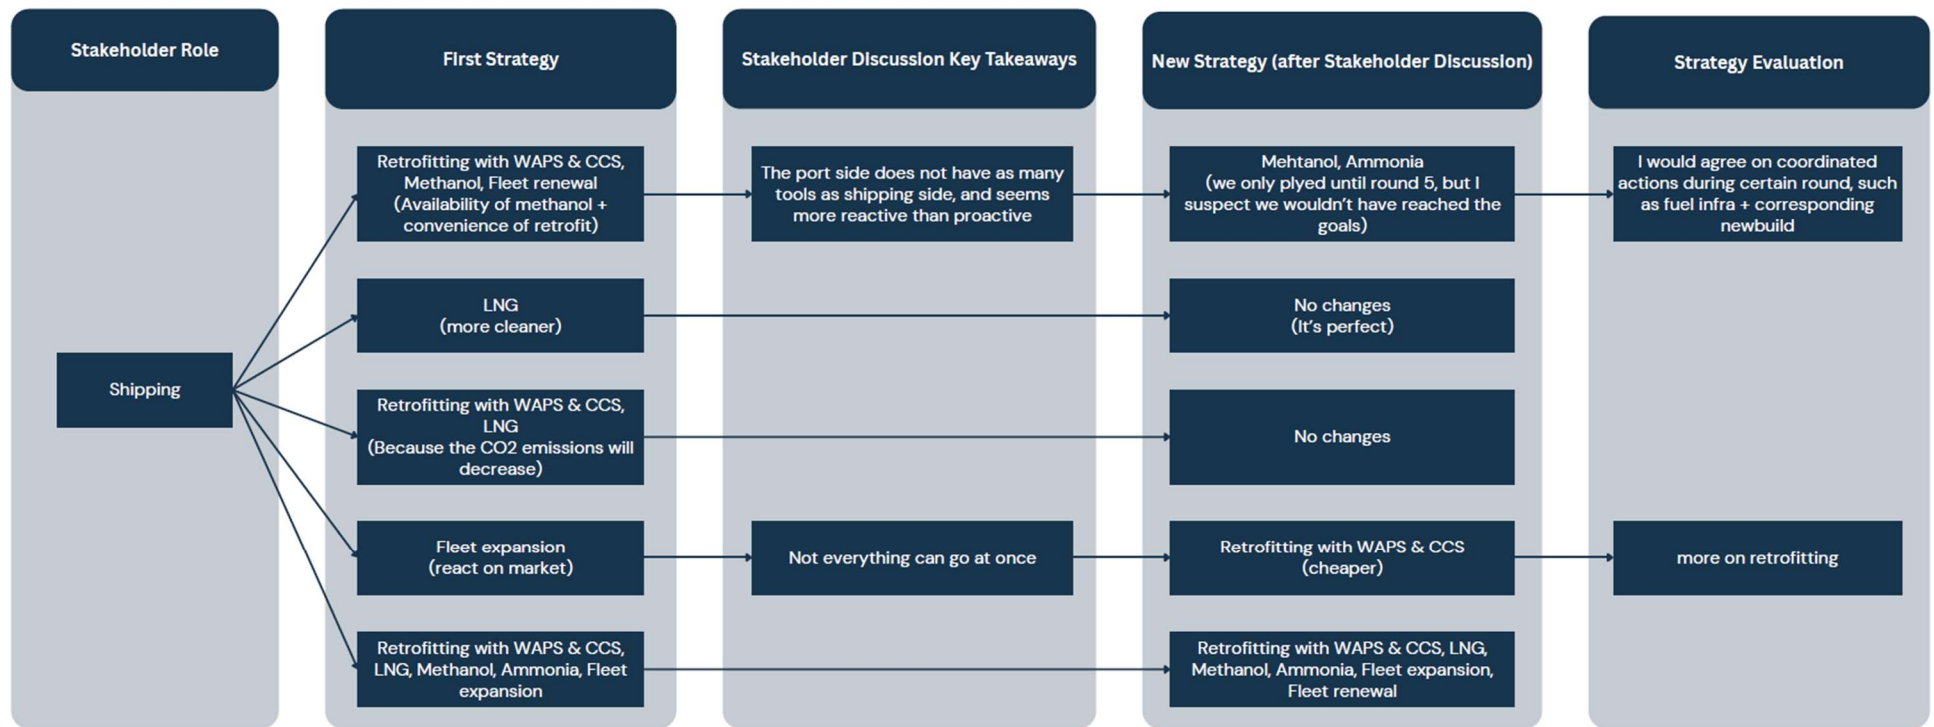 Stakeholder Role
First Strategy
Stakeholder Discussion Key Takeaways
New Strategy (after Stakeholder Discussion)
Strategy Evaluation
Shipping
Retrofitting with WAPS & CCS,
Methanol, Fleet renewal
(Availability of methanol +
convenience of retrofit)
The port side does not have as many
tools as shipping side, and seems
more reactive than proactive
Mehtanol, Ammonia
(we only plyed until round 5, but I
suspect we wouldn't have reached the
goals)
I would agree on coordinated
actions during certain round, such
as fuel infra + corresponding
newbuild
LNG
(more cleaner)
No changes
(It's perfect)
Retrofitting with WAPS & CCS,
LNG
(Because the CO2 emissions will
decrease)
No changes
Fleet expansion
(react on market)
Not everything can go at once
Retrofitting with WAPS & CCS
(cheaper)
more on retrofitting
Retrofitting with WAPS & CCS,
LNG, Methanol, Ammonia, Fleet
expansion
Retrofitting with WAPS & CCS, LNG,
Methanol, Ammonia, Fleet expansion,
Fleet renewal